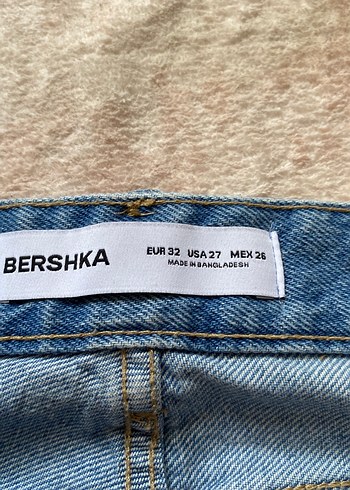 BERSHKA
EUR 32 USA 27 MEX 26
MADE IN BANGLADESH